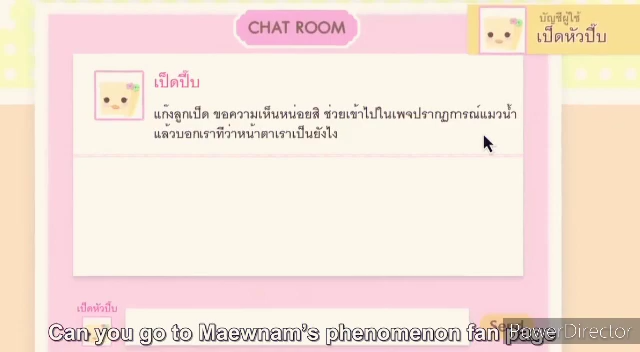 CHAT ROOM
บัญชีผู้ใช้
เป็ดหัวปี๊บ
เป็ดปี๊บ
แก๊งลูกเป็ด ขอความเห็นหน่อยสิ ช่วยเข้าไปในเพจปรากฏการณ์แมวน้ำ
แล้วบอกเราทีว่าหน้าตาเราเป็นยังไง
เป็ดหัวปี๊บ
Can you go to Maewnam's phenomenon fan page
PowerDirector